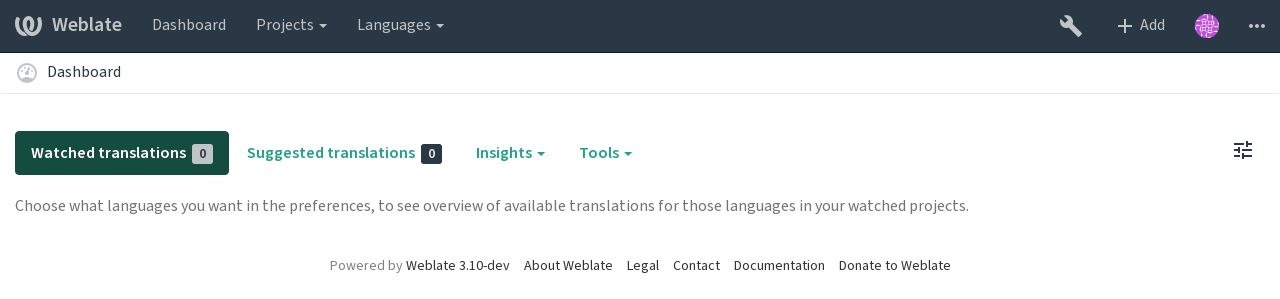 Weblate Dashboard Projects Languages Add
Dashboard
Watched translations 0 Suggested translations 0 Insights Tools
Choose what languages you want in the preferences, to see overview of available translations for those languages in your watched projects.
Powered by Weblate 3.10-dev About Weblate Legal Contact Documentation Donate to Weblate